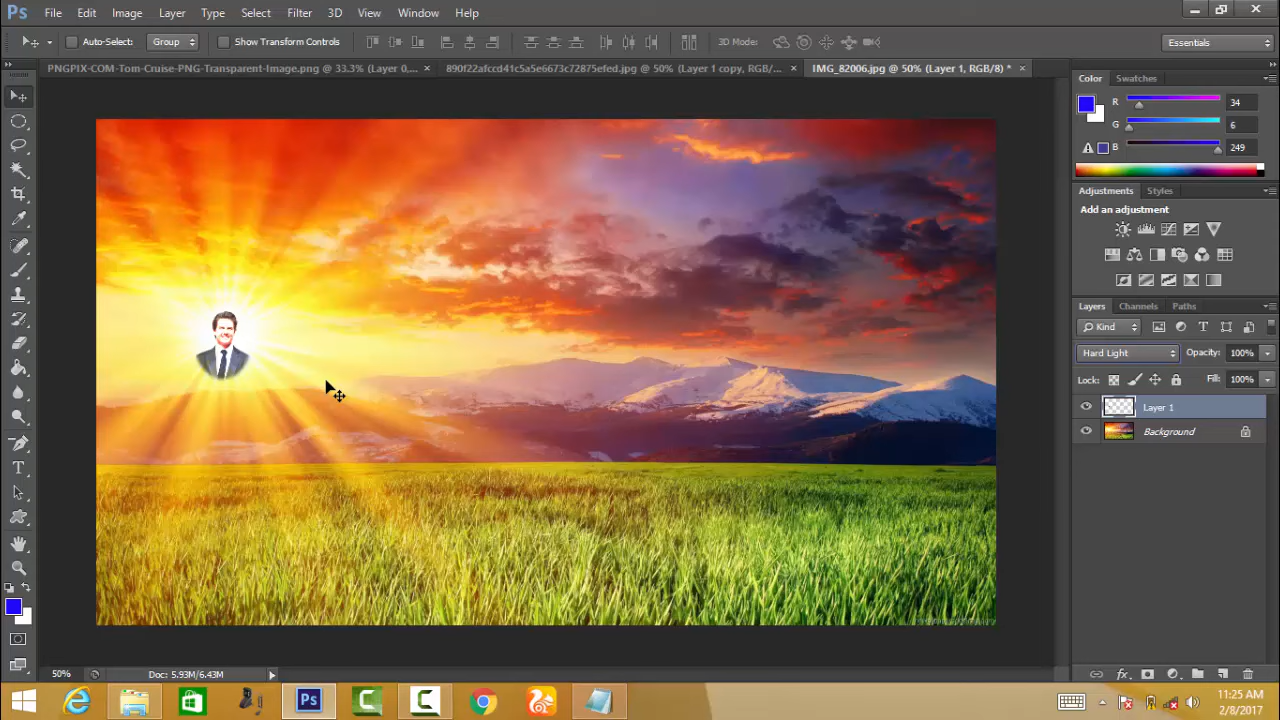 Ps File Edit Image Layer Type Select Filter 3D View Window Help
Auto-Select: Group Show Transform Controls 3D Mode: Essentials
PNGPIX-COM-Tom-Cruise-PNG-Transparent-Image.png @ 33.3% (Layer 0,... × 890f22afccd41c5a5e6673c72875efed.jpg @ 50% (Layer 1 copy, RGB/... × IMG_82006.jpg @ 50% (Layer 1, RGB/8) * ×
Color Swatches
R 34
G 6
B 249
Adjustments Styles
Add an adjustment
Layers Channels Paths
Kind
Hard Light Opacity: 100%
Lock: Fill: 100%
Layer 1
Background
50% Doc: 5.93M/6.43M
Ps
11:25 AM
2/8/2017